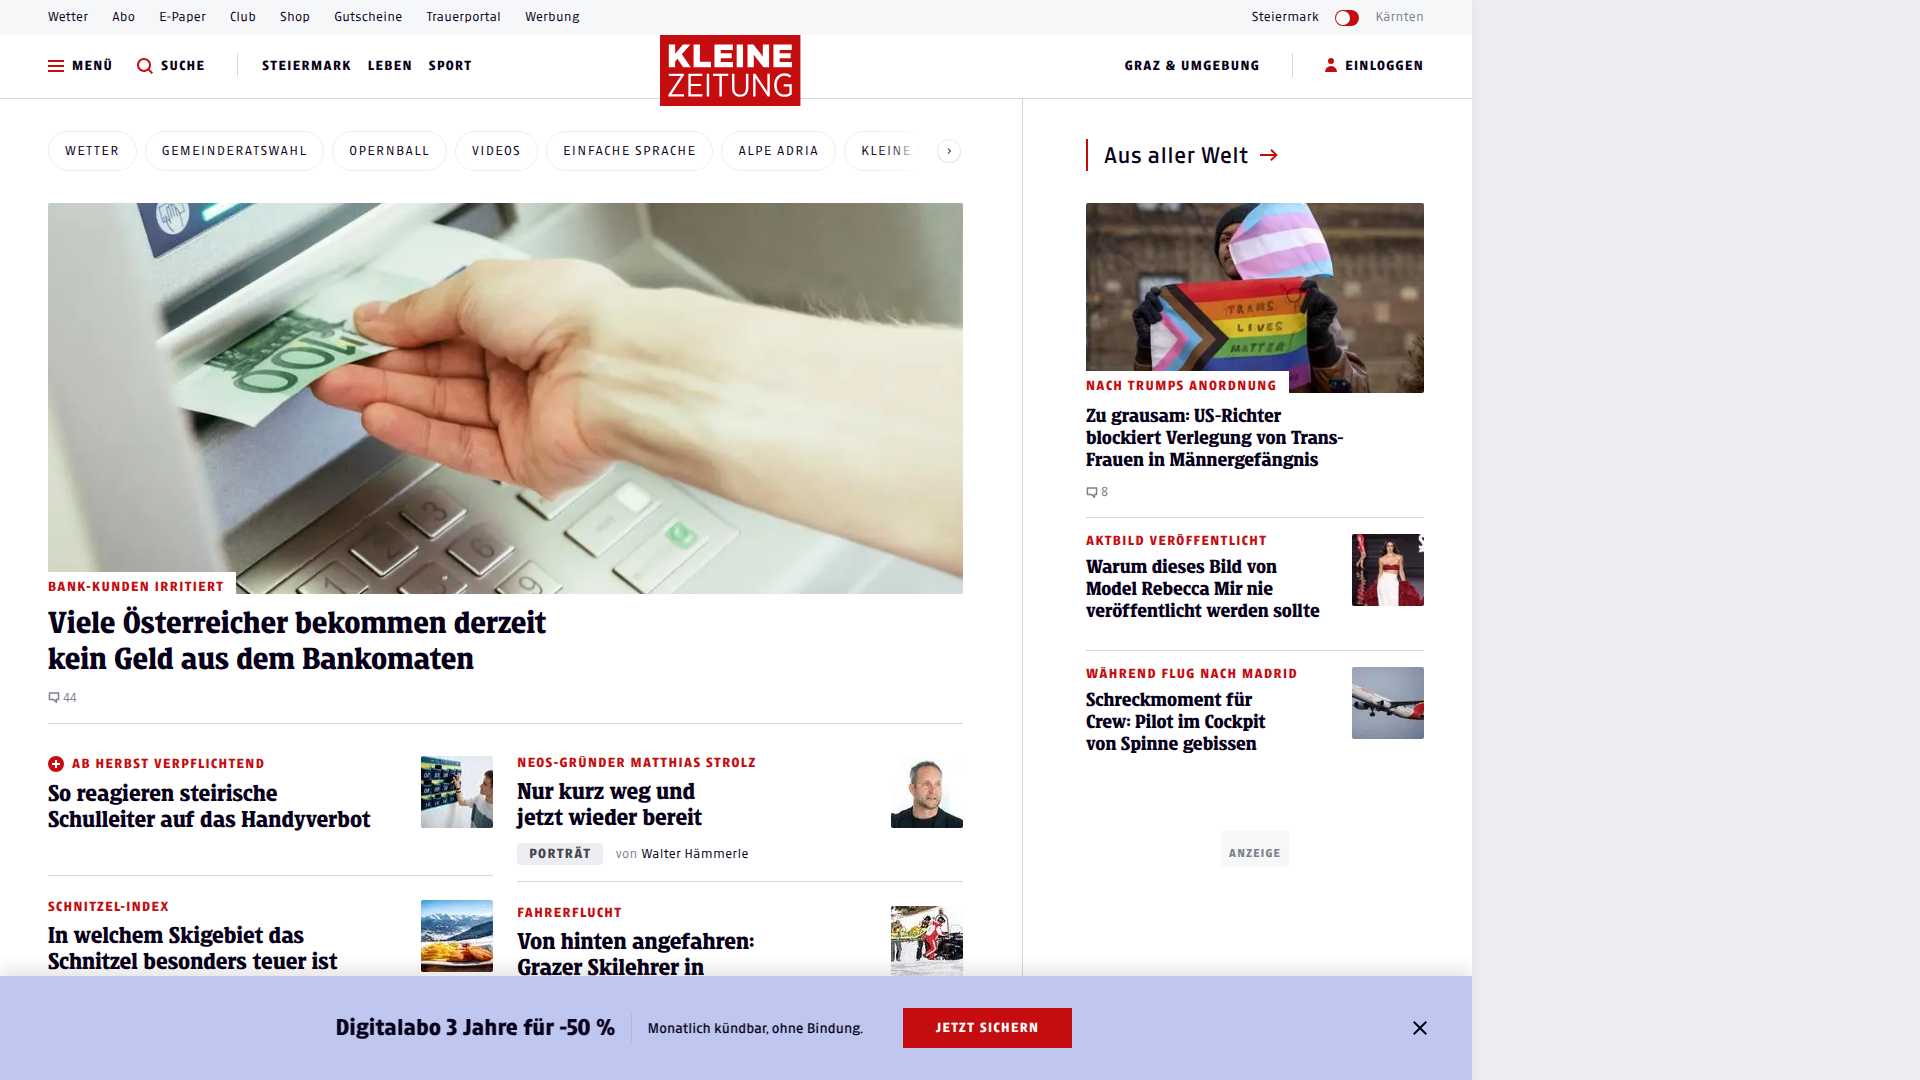 Wetter Abo E-Paper Club Shop Gutscheine Trauerportal Werbung Steiermark Kärnten
MENÜ SUCHE STEIERMARK LEBEN SPORT KLEINE ZEITUNG GRAZ & UMGEBUNG EINLOGGEN
WETTER GEMEINDERATSWAHL OPERNBALL VIDEOS EINFACHE SPRACHE ALPE ADRIA KLEINE ›
100
3
6
9
BANK-KUNDEN IRRITIERT
Viele Österreicher bekommen derzeit
kein Geld aus dem Bankomaten
44
AB HERBST VERPFLICHTEND
So reagieren steirische
Schulleiter auf das Handyverbot
NEOS-GRÜNDER MATTHIAS STROLZ
Nur kurz weg und
jetzt wieder bereit
PORTRÄT von Walter Hämmerle
SCHNITZEL-INDEX
In welchem Skigebiet das
Schnitzel besonders teuer ist
FAHRERFLUCHT
Von hinten angefahren:
Grazer Skilehrer in
Aus aller Welt
TRANS
LIVES
MATTER
NACH TRUMPS ANORDNUNG
Zu grausam: US-Richter
blockiert Verlegung von Trans-
Frauen in Männergefängnis
8
AKTBILD VERÖFFENTLICHT
Warum dieses Bild von
Model Rebecca Mir nie
veröffentlicht werden sollte
WÄHREND FLUG NACH MADRID
Schreckmoment für
Crew: Pilot im Cockpit
von Spinne gebissen
ANZEIGE
Digitalabo 3 Jahre für -50 % Monatlich kündbar, ohne Bindung. JETZT SICHERN